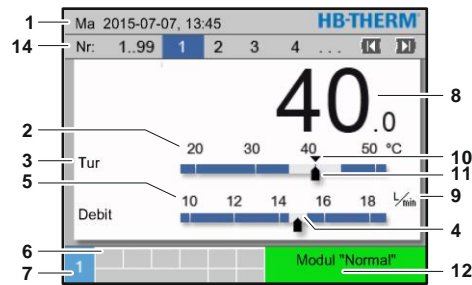 1 Ma 2015-07-07, 13:45 HB-THERM
14 Nr: 1..99 1 2 3 4 ...
40.0 8
2 20 30 40 50 °C 10
3 Tur 11
5 10 12 14 16 18 L/min 9
Debit 4
6
7 1 Modul "Normal" 12